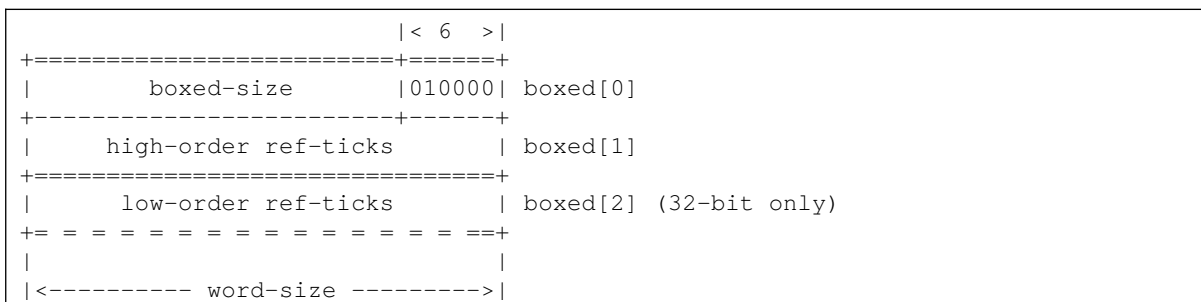 |< 6  >|
+=========================+======+
|        boxed-size       |010000| boxed[0]
+-------------------------+------+
|     high-order ref-ticks       | boxed[1]
+================================+
|      low-order ref-ticks       | boxed[2] (32-bit only)
+= = = = = = = = = = = = = = = ==+
|                                |
|<---------- word-size --------->|